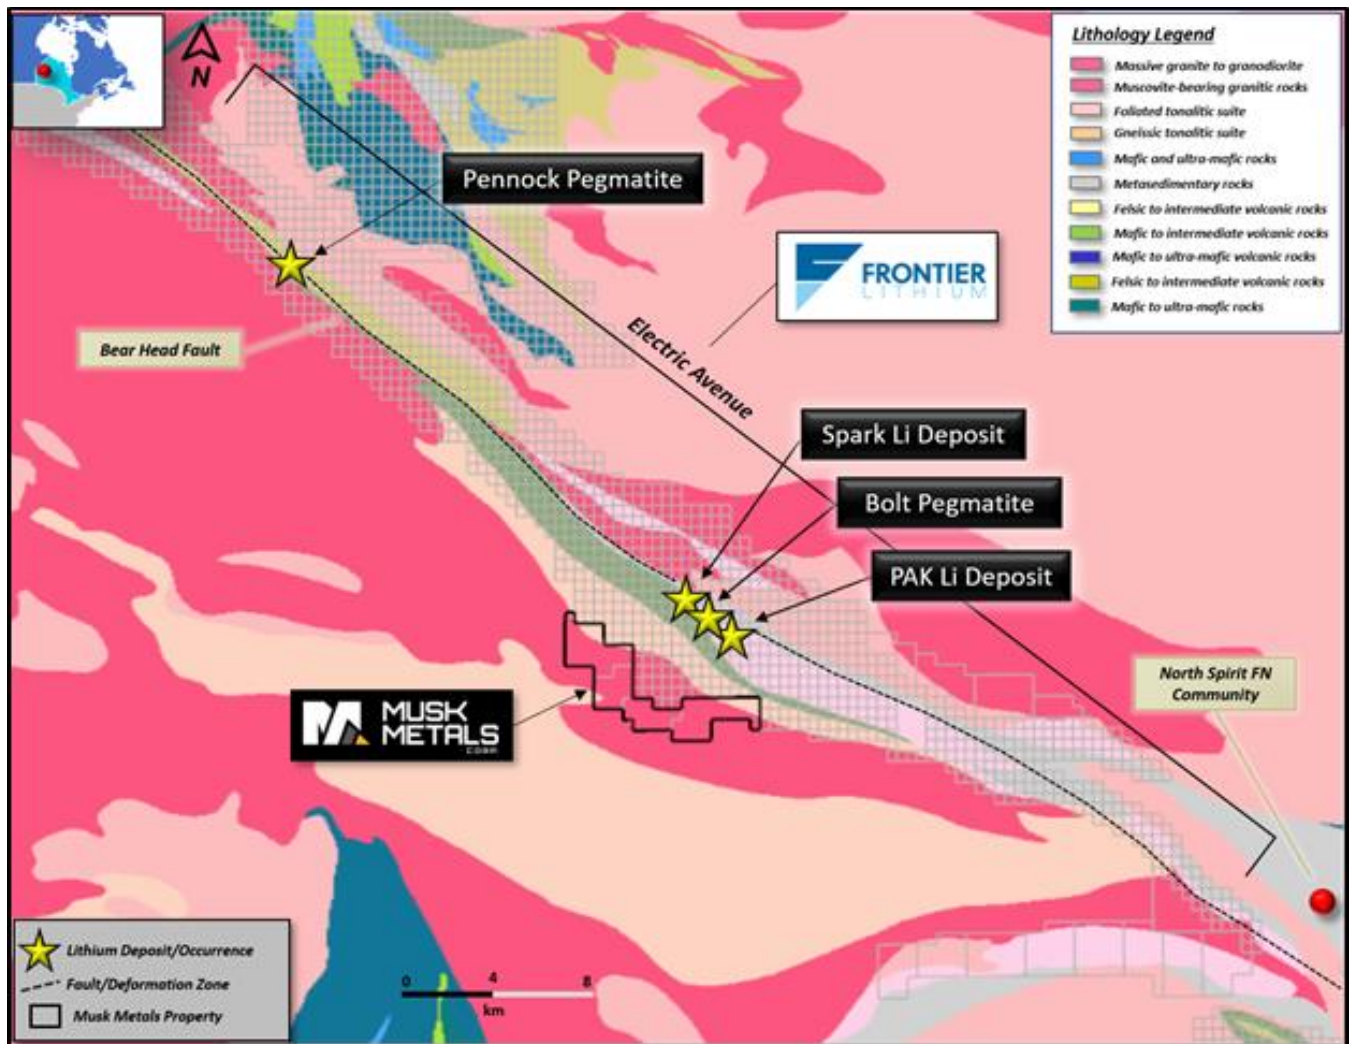 N
Lithology Legend
Massive granite to granodiorite
Muscovite-bearing granitic rocks
Foliated tonalitic suite
Gneissic tonalitic suite
Mafic and ultra-mafic rocks
Metasedimentary rocks
Felsic to intermediate volcanic rocks
Mafic to intermediate volcanic rocks
Mafic to ultra-mafic volcanic rocks
Felsic to intermediate volcanic rocks
Mafic to ultra-mafic rocks
Pennock Pegmatite
FRONTIER
LITHIUM
Bear Head Fault
Electric Avenue
Spark Li Deposit
Bolt Pegmatite
PAK Li Deposit
North Spirit FN
Community
MUSK
METALS
CORP
Lithium Deposit/Occurrence
Fault/Deformation Zone
Musk Metals Property
0 4 8
km